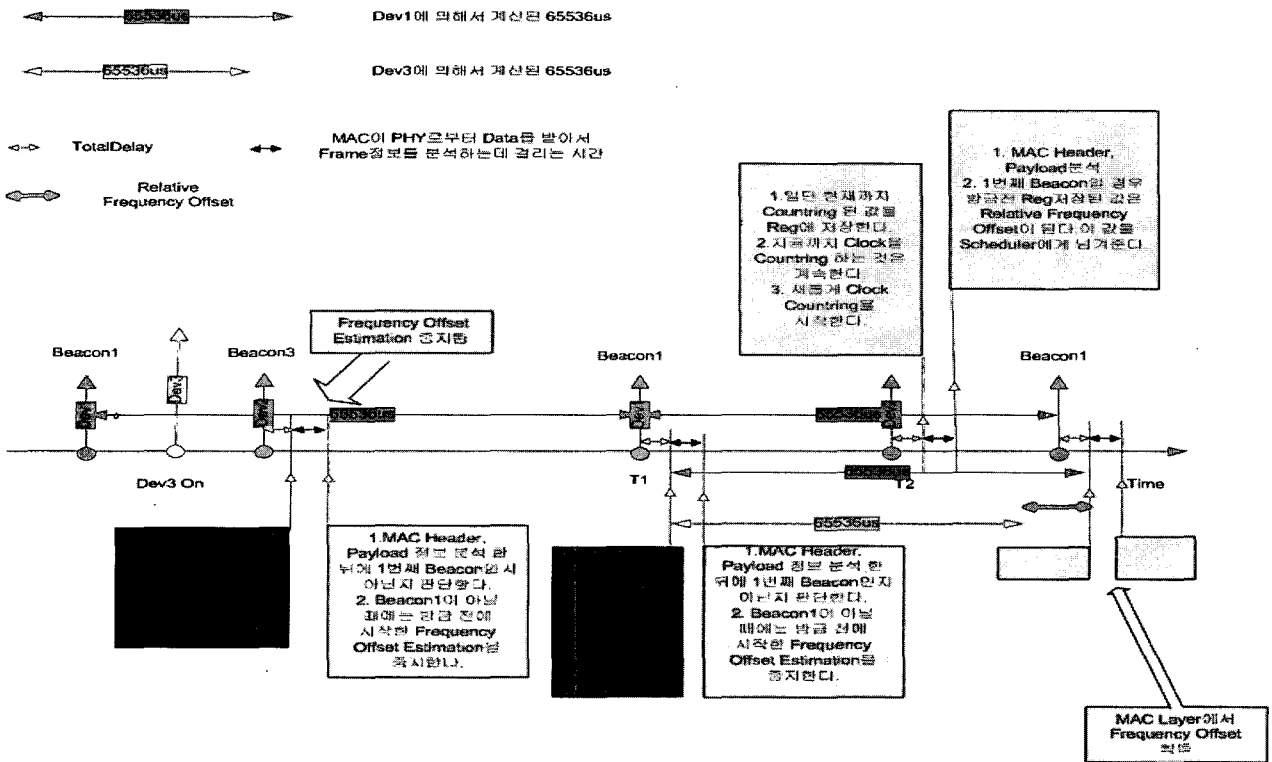 65536us
Dev1에 의해서 계산된 65536us
65536us
Dev3에 의해서 계산된 65536us
TotalDelay
MAC이 PHY로부터 Data를 받아서
Frame정보를 분석하는데 걸리는 시간
Relative
Frequency Offset
1.일단 현재까지
Countring 된 값을
Reg에 저장한다.
2.지금까지 Clock을
Countring 하는 것은
계속한다
3. 새롭게 Clock
Countring을
시작한다.
1. MAC Header,
Payload분석
2. 1번째 Beacon일 경우
방금전 Reg저장된 값은
Relative Frequency
Offset이 된다.이 값을
Scheduler에게 넘겨준다
Frequency Offset
Estimation 중지함
Beacon1
Beacon3
Beacon1
Beacon1
Dev3
65536us
Dev3 On
T1
T2
Time
65536us
1.MAC Header,
Payload 정보 분석 한
뒤에 1번째 Beacon인지
아닌지 판단한다.
2. Beacon1이 아닐
때에는 방금 전에
시작한 Frequency
Offset Estimation을
중지한다.
1.MAC Header,
Payload 정보 분석 한
뒤에 1번째 Beacon인지
아닌지 판단한다.
2. Beacon1이 아닐
때에는 방금 전에
시작한 Frequency
Offset Estimation을
중지한다.
MAC Layer에서
Frequency Offset